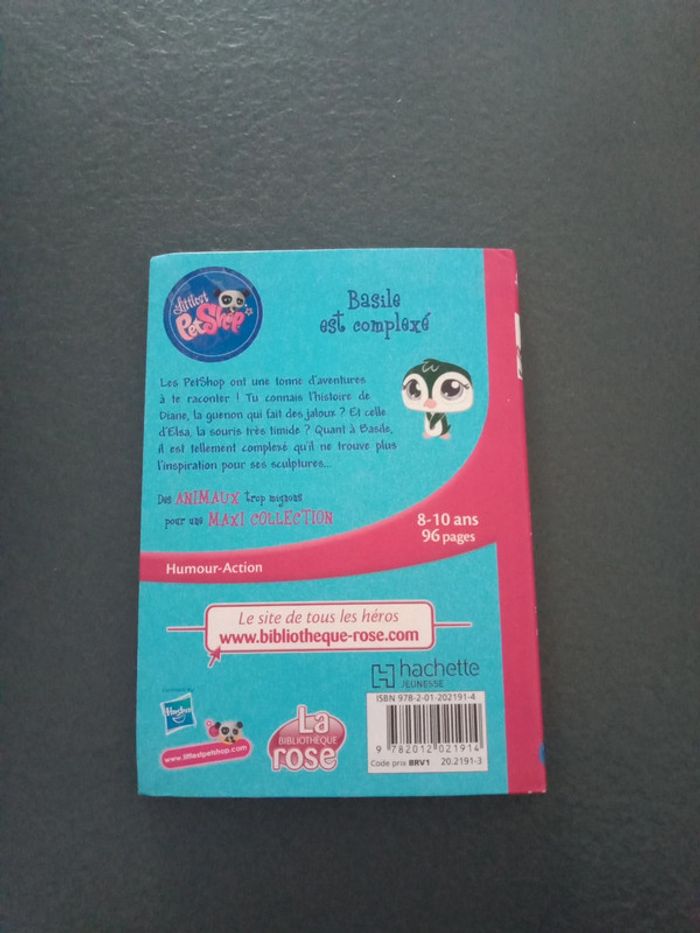 Littlest
PetShop
Basile
est complexé
Les PetShop ont une tonne d'aventures
à te raconter ! Tu connais l'histoire de
Diane, la guenon qui fait des jaloux ? Et celle
d'Elsa, la souris très timide ? Quant à Basile,
il est tellement complexé qu'il ne trouve plus
l'inspiration pour ses sculptures...
Des ANIMAUX trop mignons
pour une MAXI COLLECTION
8-10 ans
96 pages
Humour-Action
Le site de tous les héros
www.bibliotheque-rose.com
hachette
JEUNESSE
ISBN 978-2-01-202191-4
9 782012 021914
Code prix BRV1 20.2191-3
Hasbro
www.littlestpetshop.com
La
BIBLIOTHÈQUE
rose